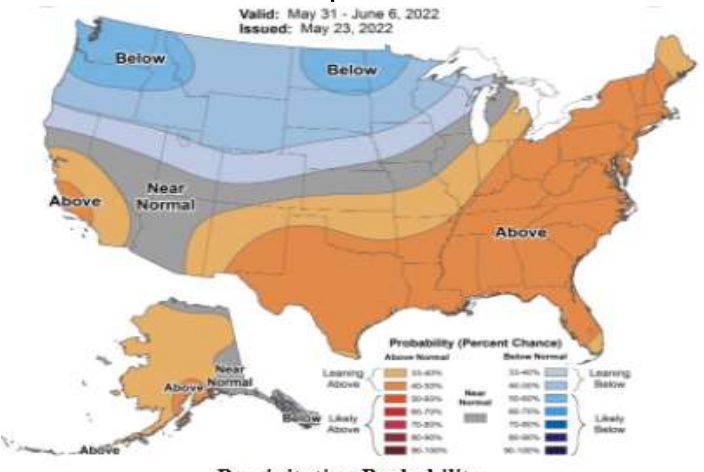 Valid: May 31 - June 6, 2022
Issued: May 23, 2022
Below
Below
Near
Normal
Above
Above
Near
Normal
Above
Below
Above
Probability (Percent Chance)
Above Normal
Below Normal
Leaning
Above
33-40%
40-50%
50-60%
60-70%
70-80%
80-90%
90-100%
Likely
Above
Near
Normal
33-40%
40-50%
50-60%
60-70%
70-80%
80-90%
90-100%
Leaning
Below
Likely
Below